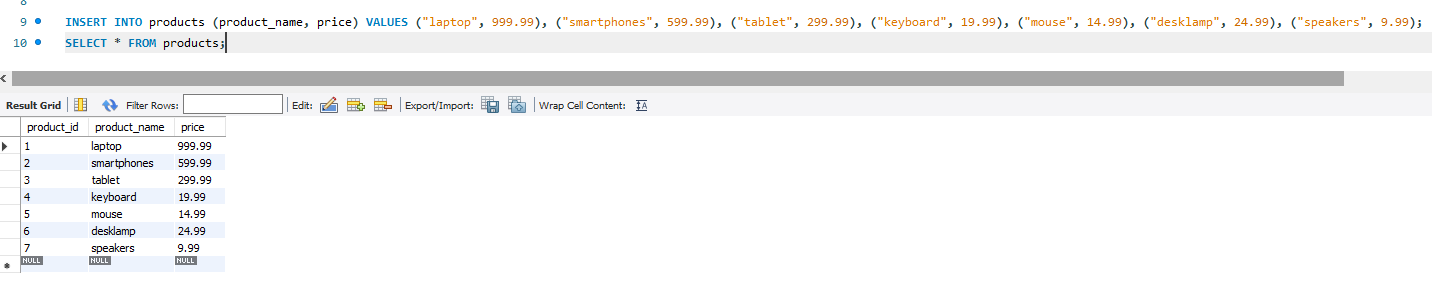 8
9 INSERT INTO products (product_name, price) VALUES ("laptop", 999.99), ("smartphones", 599.99), ("tablet", 299.99), ("keyboard", 19.99), ("mouse", 14.99), ("desklamp", 24.99), ("speakers", 9.99);
10 SELECT * FROM products;
Result Grid Filter Rows: Edit: Export/Import: Wrap Cell Content: IA
product_id product_name price
1 laptop 999.99
2 smartphones 599.99
3 tablet 299.99
4 keyboard 19.99
5 mouse 14.99
6 desklamp 24.99
7 speakers 9.99
NULL NULL NULL